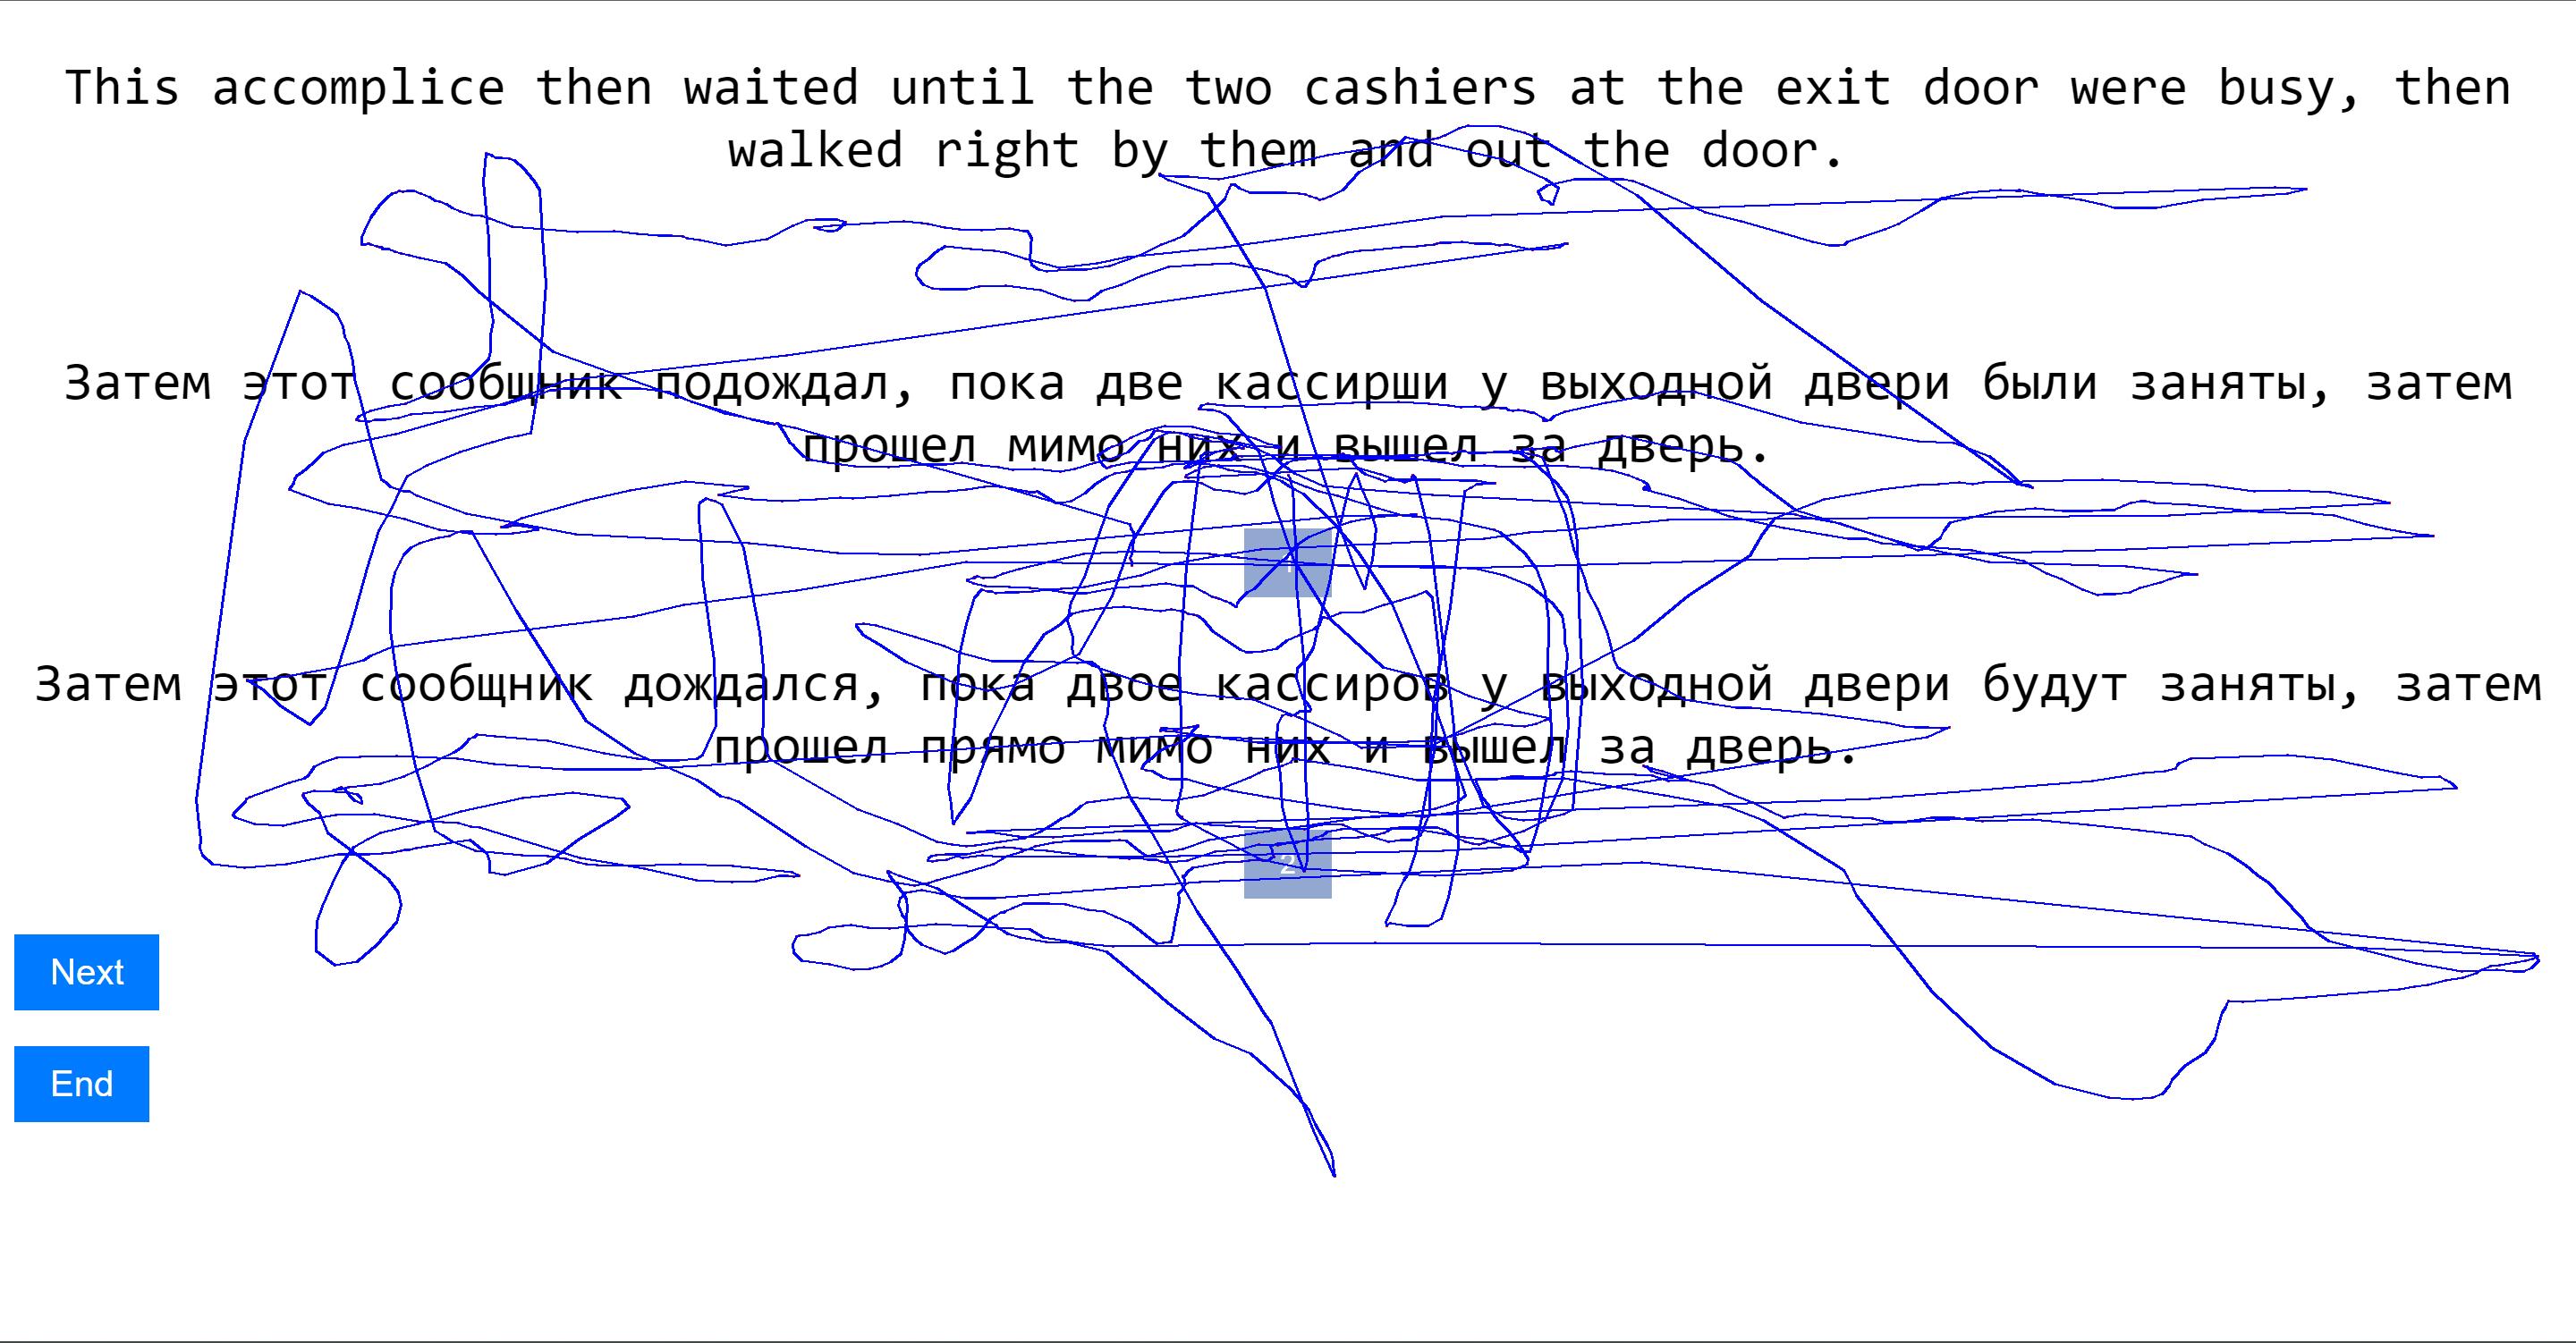 This accomplice then waited until the two cashiers at the exit door were busy, then
walked right by them and out the door.
Затем этот сообщник подождал, пока две кассирши у выходной двери были заняты, затем
прошел мимо них и вышел за дверь.
1
Затем этот сообщник дождался, пока двое кассиров у выходной двери будут заняты, затем
прошел прямо мимо них и вышел за дверь.
2
Next
End